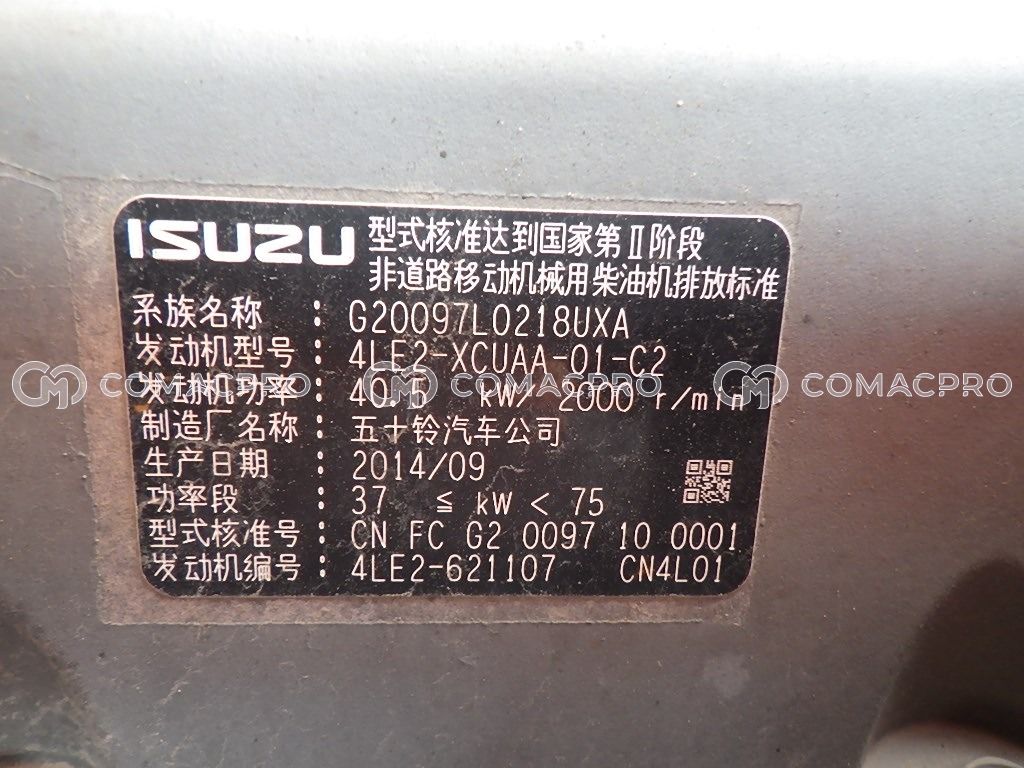 ISUZU 型式核准达到国家第Ⅱ阶段
非道路移动机械用柴油机排放标准
系族名称 : G20097L0218UXA
发动机型号 : 4LE2-XCUAA-01-C2
COMACPRO COMACPRO COMACPRO
发动机功率 : 40.5 kW/ 2000 r/min
制造厂名称 : 五十铃汽车公司
生产日期 : 2014/09
功率段 : 37 ≦ kW < 75
型式核准号 : CN FC G2 0097 10 0001
发动机编号 : 4LE2-621107 CN4L01